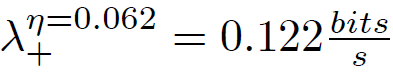 λ₊^{η=0.062} = 0.122 bits/s